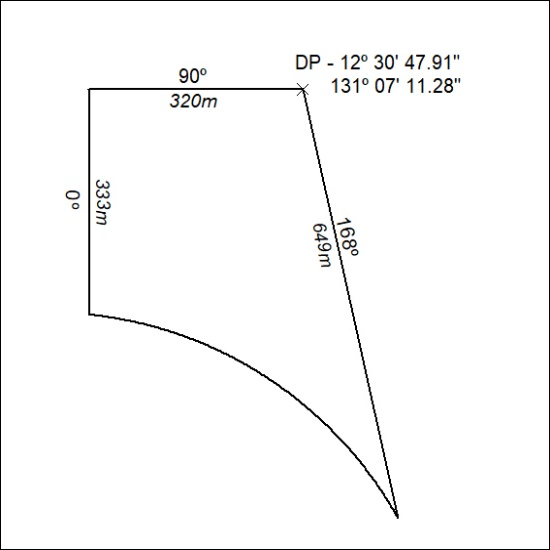 DP - 12º 30' 47.91"
131º 07' 11.28"
90º
320m
0º
333m
168º
649m